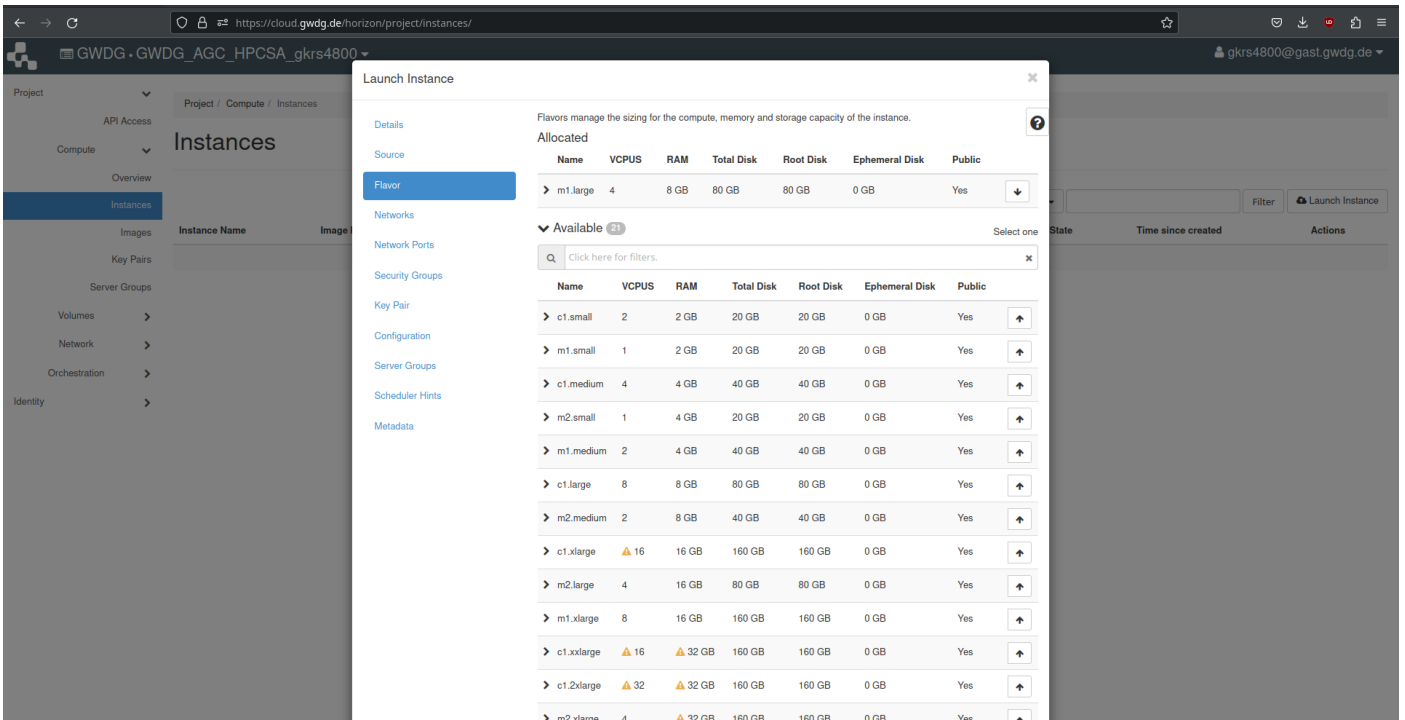 https://cloud.gwdg.de/horizon/project/instances/
GWDG • GWDG_AGC_HPCSA_gkrs4800
gkrs4800@gast.gwdg.de
Project
API Access
Compute
Overview
Instances
Images
Key Pairs
Server Groups
Volumes
Network
Orchestration
Identity
Project / Compute / Instances
Instances
Filter Launch Instance
Instance Name Image State Time since created Actions
Launch Instance
Details
Source
Flavor
Networks
Network Ports
Security Groups
Key Pair
Configuration
Server Groups
Scheduler Hints
Metadata
Flavors manage the sizing for the compute, memory and storage capacity of the instance.
Allocated
Name VCPUS RAM Total Disk Root Disk Ephemeral Disk Public
m1.large 4 8 GB 80 GB 80 GB 0 GB Yes
Available 21 Select one
Click here for filters.
Name VCPUS RAM Total Disk Root Disk Ephemeral Disk Public
c1.small 2 2 GB 20 GB 20 GB 0 GB Yes
m1.small 1 2 GB 20 GB 20 GB 0 GB Yes
c1.medium 4 4 GB 40 GB 40 GB 0 GB Yes
m2.small 1 4 GB 20 GB 20 GB 0 GB Yes
m1.medium 2 4 GB 40 GB 40 GB 0 GB Yes
c1.large 8 8 GB 80 GB 80 GB 0 GB Yes
m2.medium 2 8 GB 40 GB 40 GB 0 GB Yes
c1.xlarge 16 16 GB 160 GB 160 GB 0 GB Yes
m2.large 4 16 GB 80 GB 80 GB 0 GB Yes
m1.xlarge 8 16 GB 160 GB 160 GB 0 GB Yes
c1.xxlarge 16 32 GB 160 GB 160 GB 0 GB Yes
c1.2xlarge 32 32 GB 160 GB 160 GB 0 GB Yes
m2.xlarge 4 32 GB 160 GB 160 GB 0 GB Yes